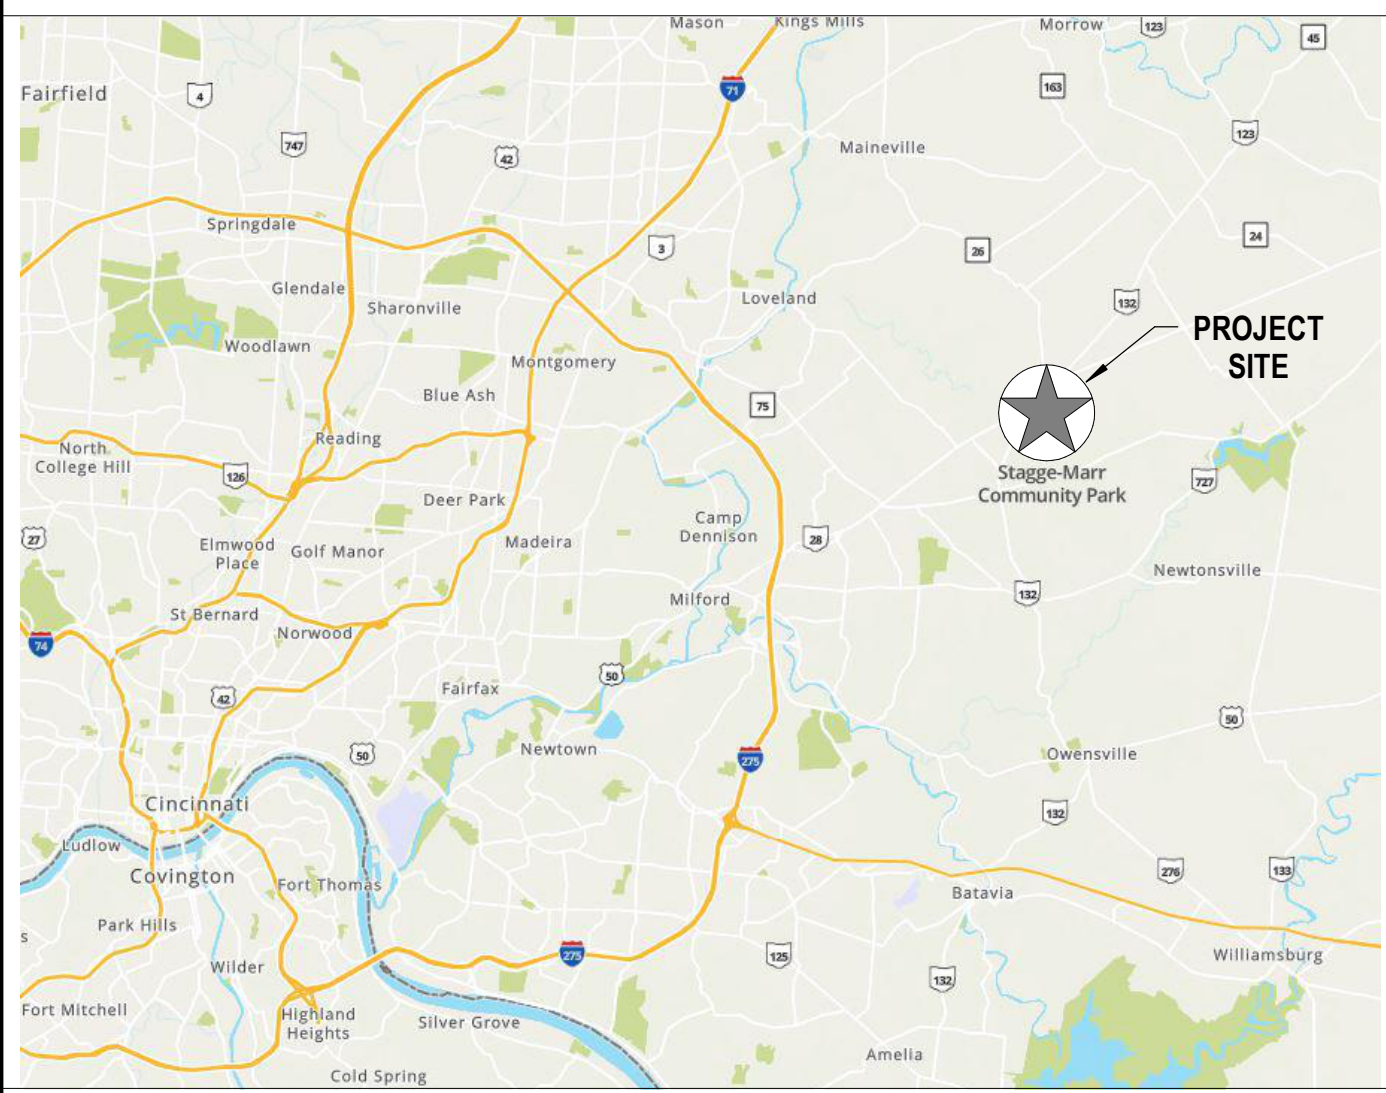 Mason
Kings Mills
Morrow
123
45
71
163
Fairfield
4
747
42
123
Maineville
Springdale
3
26
24
Glendale
Sharonville
Loveland
132
PROJECT
SITE
Woodlawn
Montgomery
Blue Ash
75
North
College Hill
Reading
126
Stagge-Marr
Community Park
727
Deer Park
Camp
Dennison
27
Elmwood
Place
Golf Manor
Madeira
28
Newtonsville
St Bernard
Norwood
Milford
132
74
42
Fairfax
50
50
50
Newtown
275
Owensville
Cincinnati
132
Ludlow
Covington
Fort Thomas
276
133
Batavia
Park Hills
s
Wilder
275
125
132
Williamsburg
Fort Mitchell
Highland
Heights
Silver Grove
Amelia
Cold Spring